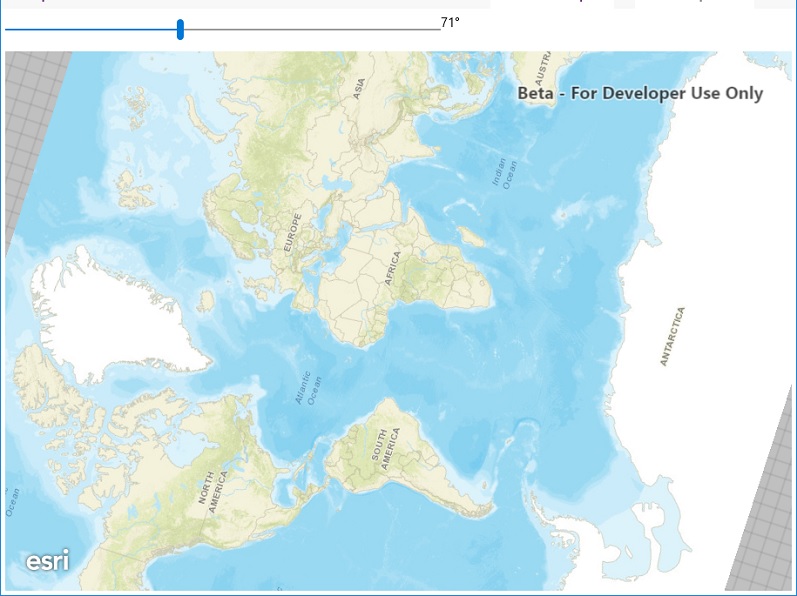 71°
ASIA
AUSTRA
Beta - For Developer Use Only
Indian
Ocean
EUROPE
AFRICA
ANTARCTICA
Atlantic
Ocean
SOUTH
AMERICA
NORTH
AMERICA
Ocean
esri